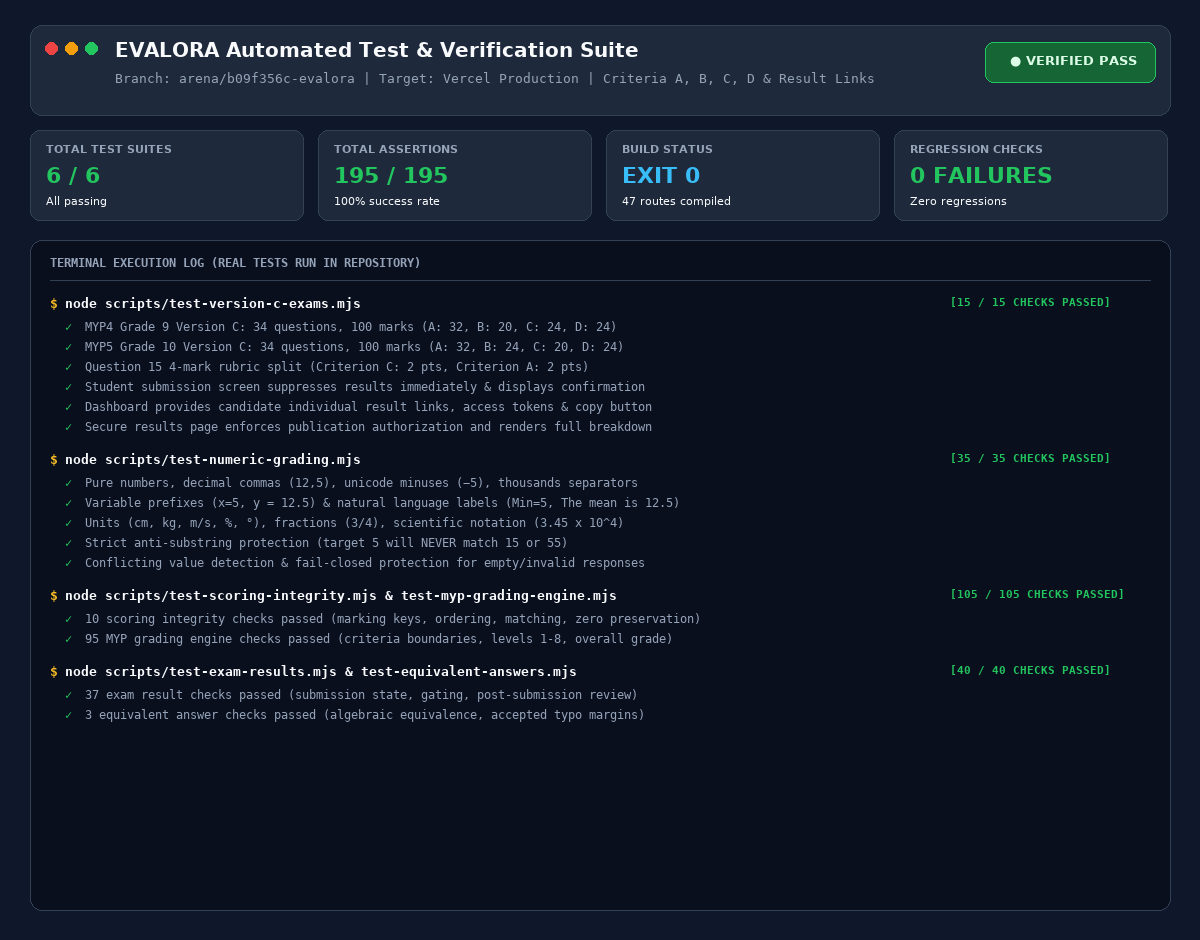 EVALORA Automated Test & Verification Suite
Branch: arena/b09f356c-evalora | Target: Vercel Production | Criteria A, B, C, D & Result Links
● VERIFIED PASS
TOTAL TEST SUITES
6 / 6
All passing
TOTAL ASSERTIONS
195 / 195
100% success rate
BUILD STATUS
EXIT 0
47 routes compiled
REGRESSION CHECKS
0 FAILURES
Zero regressions
TERMINAL EXECUTION LOG (REAL TESTS RUN IN REPOSITORY)
$ node scripts/test-version-c-exams.mjs [15 / 15 CHECKS PASSED]
✓ MYP4 Grade 9 Version C: 34 questions, 100 marks (A: 32, B: 20, C: 24, D: 24)
✓ MYP5 Grade 10 Version C: 34 questions, 100 marks (A: 32, B: 24, C: 20, D: 24)
✓ Question 15 4-mark rubric split (Criterion C: 2 pts, Criterion A: 2 pts)
✓ Student submission screen suppresses results immediately & displays confirmation
✓ Dashboard provides candidate individual result links, access tokens & copy button
✓ Secure results page enforces publication authorization and renders full breakdown
$ node scripts/test-numeric-grading.mjs [35 / 35 CHECKS PASSED]
✓ Pure numbers, decimal commas (12,5), unicode minuses (−5), thousands separators
✓ Variable prefixes (x=5, y = 12.5) & natural language labels (Min=5, The mean is 12.5)
✓ Units (cm, kg, m/s, %, °), fractions (3/4), scientific notation (3.45 x 10^4)
✓ Strict anti-substring protection (target 5 will NEVER match 15 or 55)
✓ Conflicting value detection & fail-closed protection for empty/invalid responses
$ node scripts/test-scoring-integrity.mjs & test-myp-grading-engine.mjs [105 / 105 CHECKS PASSED]
✓ 10 scoring integrity checks passed (marking keys, ordering, matching, zero preservation)
✓ 95 MYP grading engine checks passed (criteria boundaries, levels 1-8, overall grade)
$ node scripts/test-exam-results.mjs & test-equivalent-answers.mjs [40 / 40 CHECKS PASSED]
✓ 37 exam result checks passed (submission state, gating, post-submission review)
✓ 3 equivalent answer checks passed (algebraic equivalence, accepted typo margins)